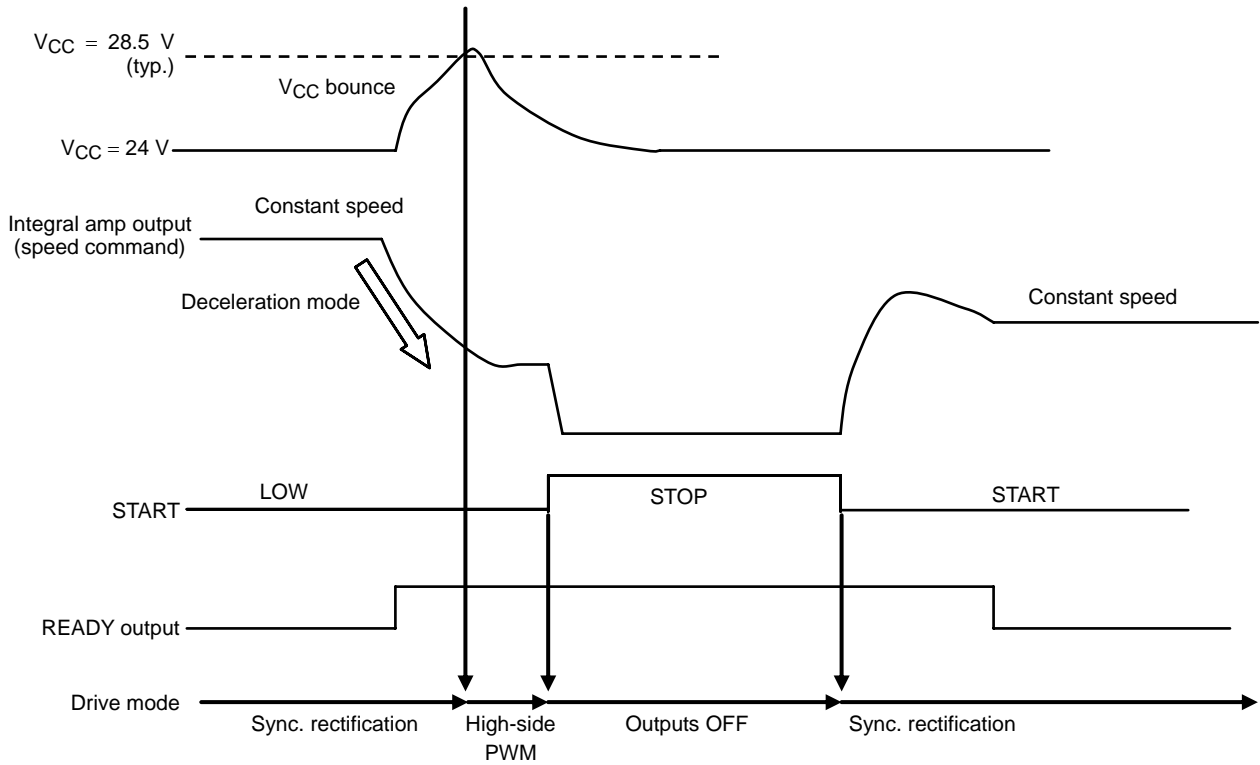 VCC = 28.5 V
(typ.)
VCC bounce
VCC = 24 V
Constant speed
Integral amp output
(speed command)
Deceleration mode
Constant speed
LOW
STOP
START
START
READY output
Drive mode
Sync. rectification
High-side
PWM
Outputs OFF
Sync. rectification